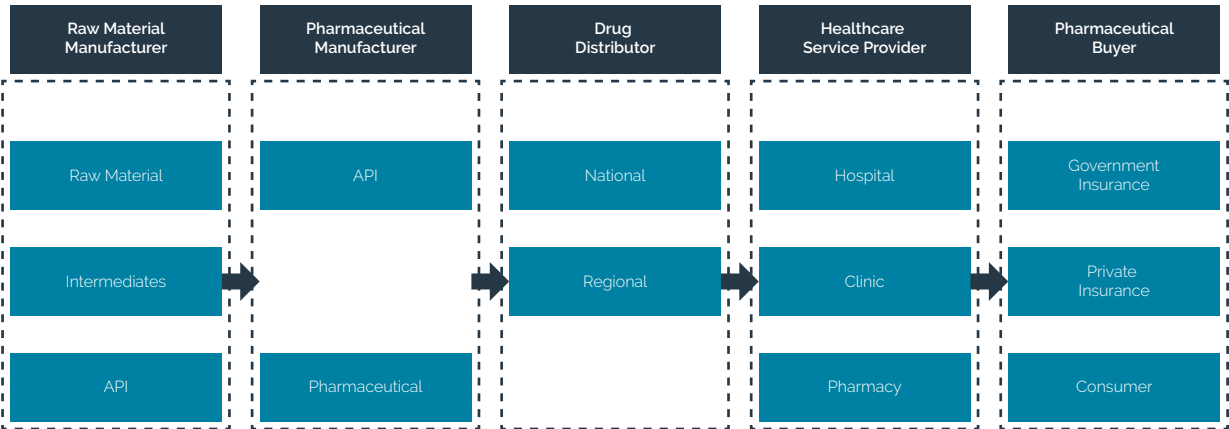 Raw Material
Manufacturer
Pharmaceutical
Manufacturer
Drug
Distributor
Healthcare
Service Provider
Pharmaceutical
Buyer
Raw Material
API
National
Hospital
Government
Insurance
Intermediates
Regional
Clinic
Private
Insurance
API
Pharmaceutical
Pharmacy
Consumer